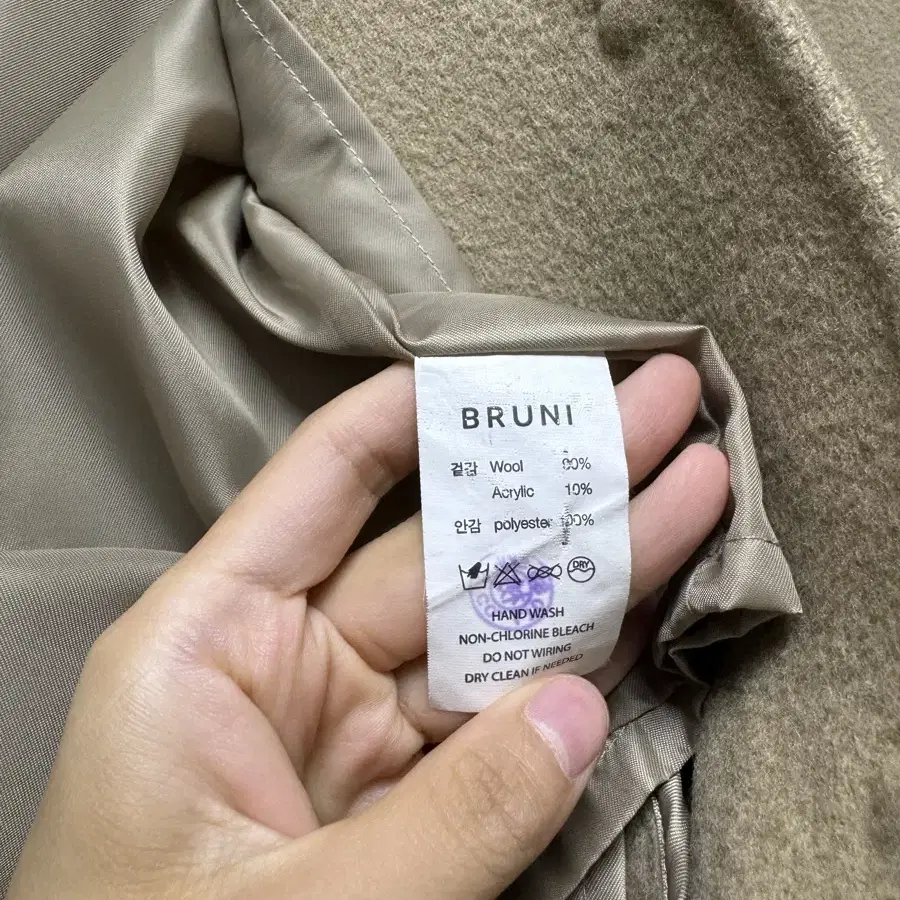 BRUNI
겉감 Wool 90%
Acrylic 10%
안감 polyester 100%
DRY
HAND WASH
NON-CHLORINE BLEACH
DO NOT WIRING
DRY CLEAN IF NEEDED